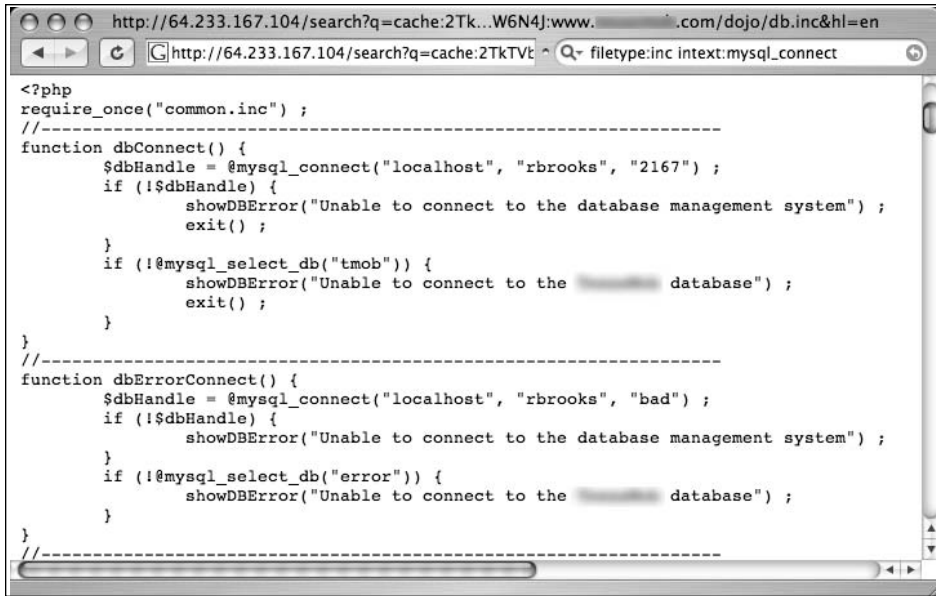 http://64.233.167.104/search?q=cache:2Tk...W6N4J:www. .com/dojo/db.inc&hl=en
G http://64.233.167.104/search?q=cache:2TkTVb Q filetype:inc intext:mysql_connect
<?php
require_once("common.inc") ;
//--------------------------------------------------------------------
function dbConnect() {
        $dbHandle = @mysql_connect("localhost", "rbrooks", "2167") ;
        if (!$dbHandle) {
                showDBError("Unable to connect to the database management system") ;
                exit() ;
        }
        if (!@mysql_select_db("tmob")) {
                showDBError("Unable to connect to the  database") ;
                exit() ;
        }
}
//--------------------------------------------------------------------
function dbErrorConnect() {
        $dbHandle = @mysql_connect("localhost", "rbrooks", "bad") ;
        if (!$dbHandle) {
                showDBError("Unable to connect to the database management system") ;
        }
        if (!@mysql_select_db("error")) {
                showDBError("Unable to connect to the  database") ;
        }
}
//--------------------------------------------------------------------